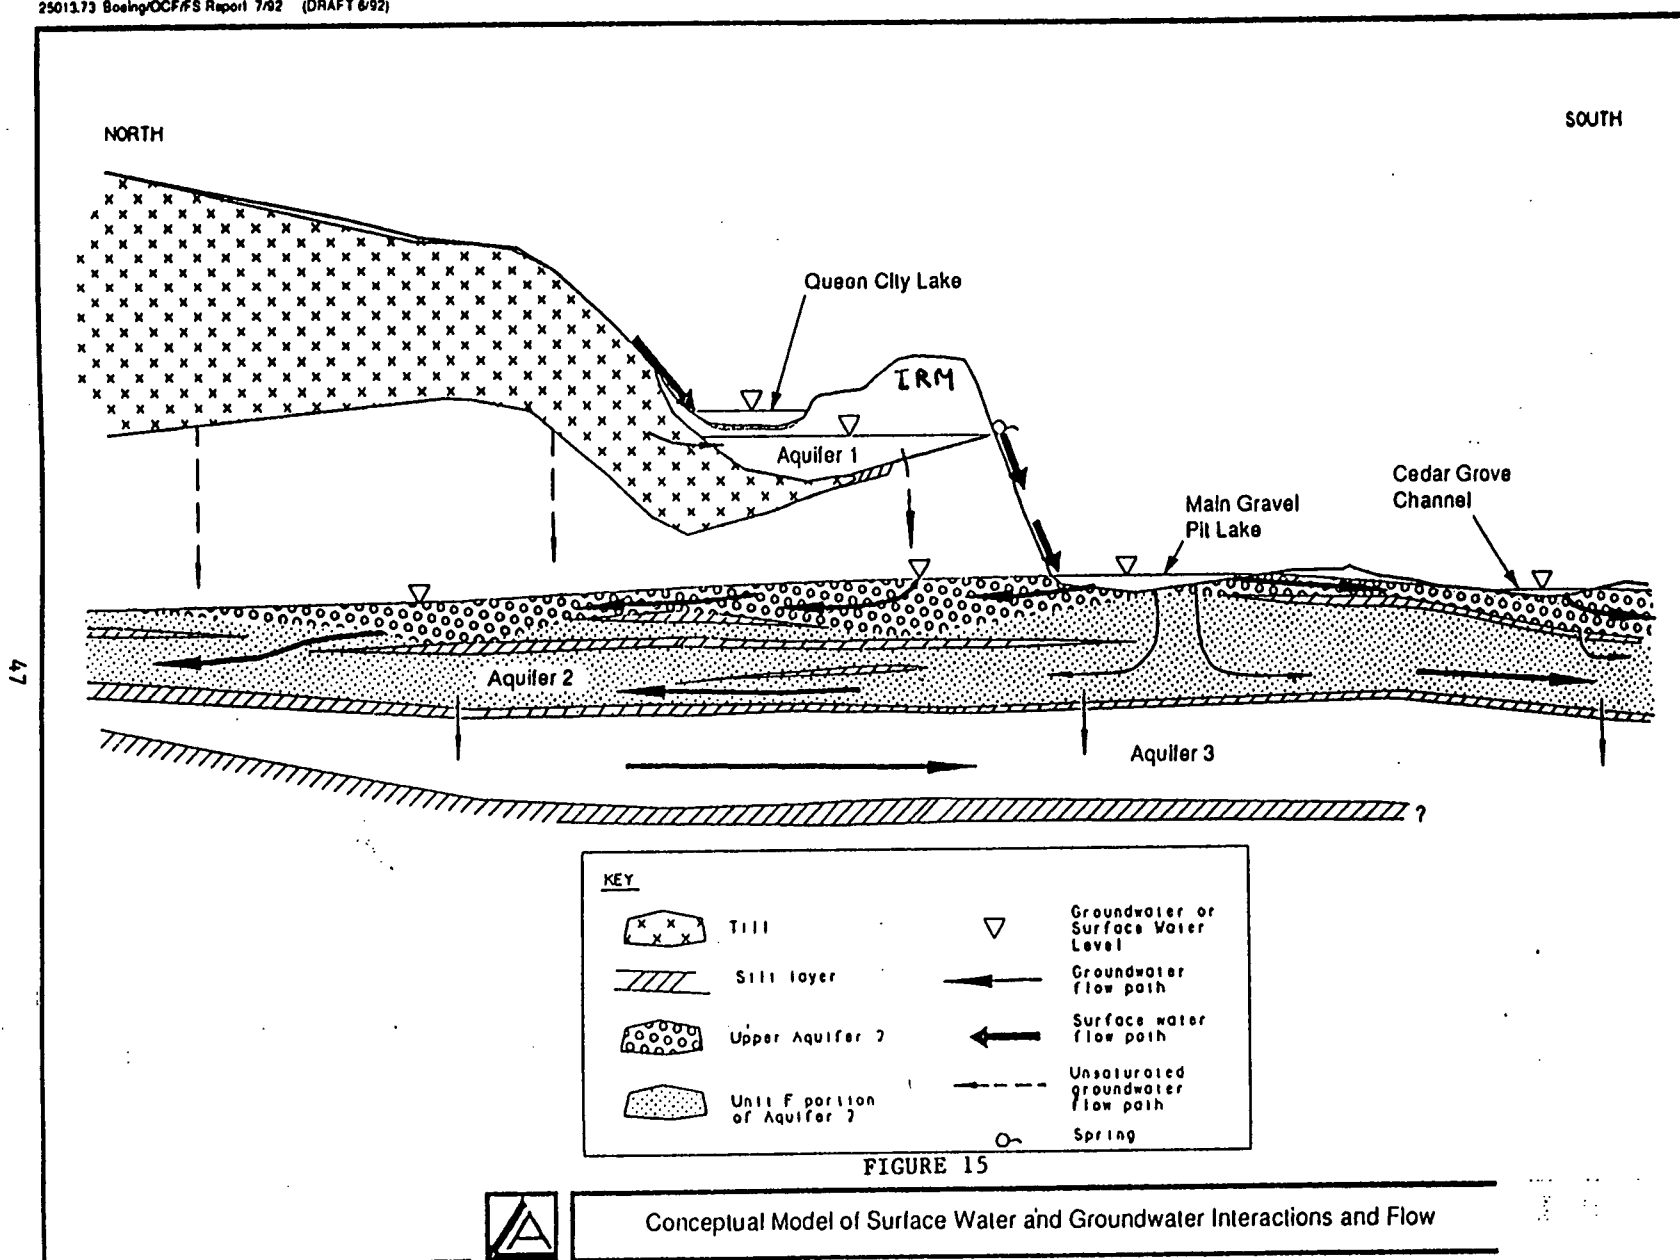 25013.73 Boeing/OCF/FS Report 7/92 (DRAFT 6/92)
NORTH
SOUTH
Queen City Lake
IRM
Aquifer 1
Cedar Grove
Channel
Main Gravel
Pit Lake
Aquifer 2
Aquifer 3
?
47
KEY
Till
Silt layer
Upper Aquifer 2
Unit F portion
of Aquifer 2
Groundwater or
Surface Water
Level
Groundwater
flow path
Surface water
flow path
Unsaturated
groundwater
flow path
Spring
FIGURE 15
Conceptual Model of Surface Water and Groundwater Interactions and Flow